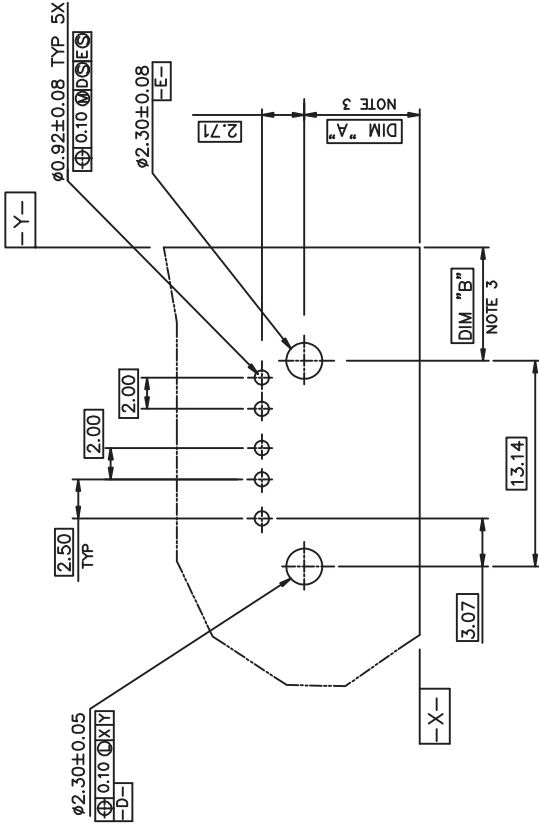 -Y-
ø0.92±0.08 TYP 5X
⌖ 0.10 Ⓜ D Ⓢ E Ⓢ
ø2.30±0.08
-E-
2.71
DIM "A"
NOTE 3
2.00
2.00
2.50
TYP
DIM "B"
NOTE 3
13.14
3.07
ø2.30±0.05
⌖ 0.10 Ⓛ X Y
-D-
-X-